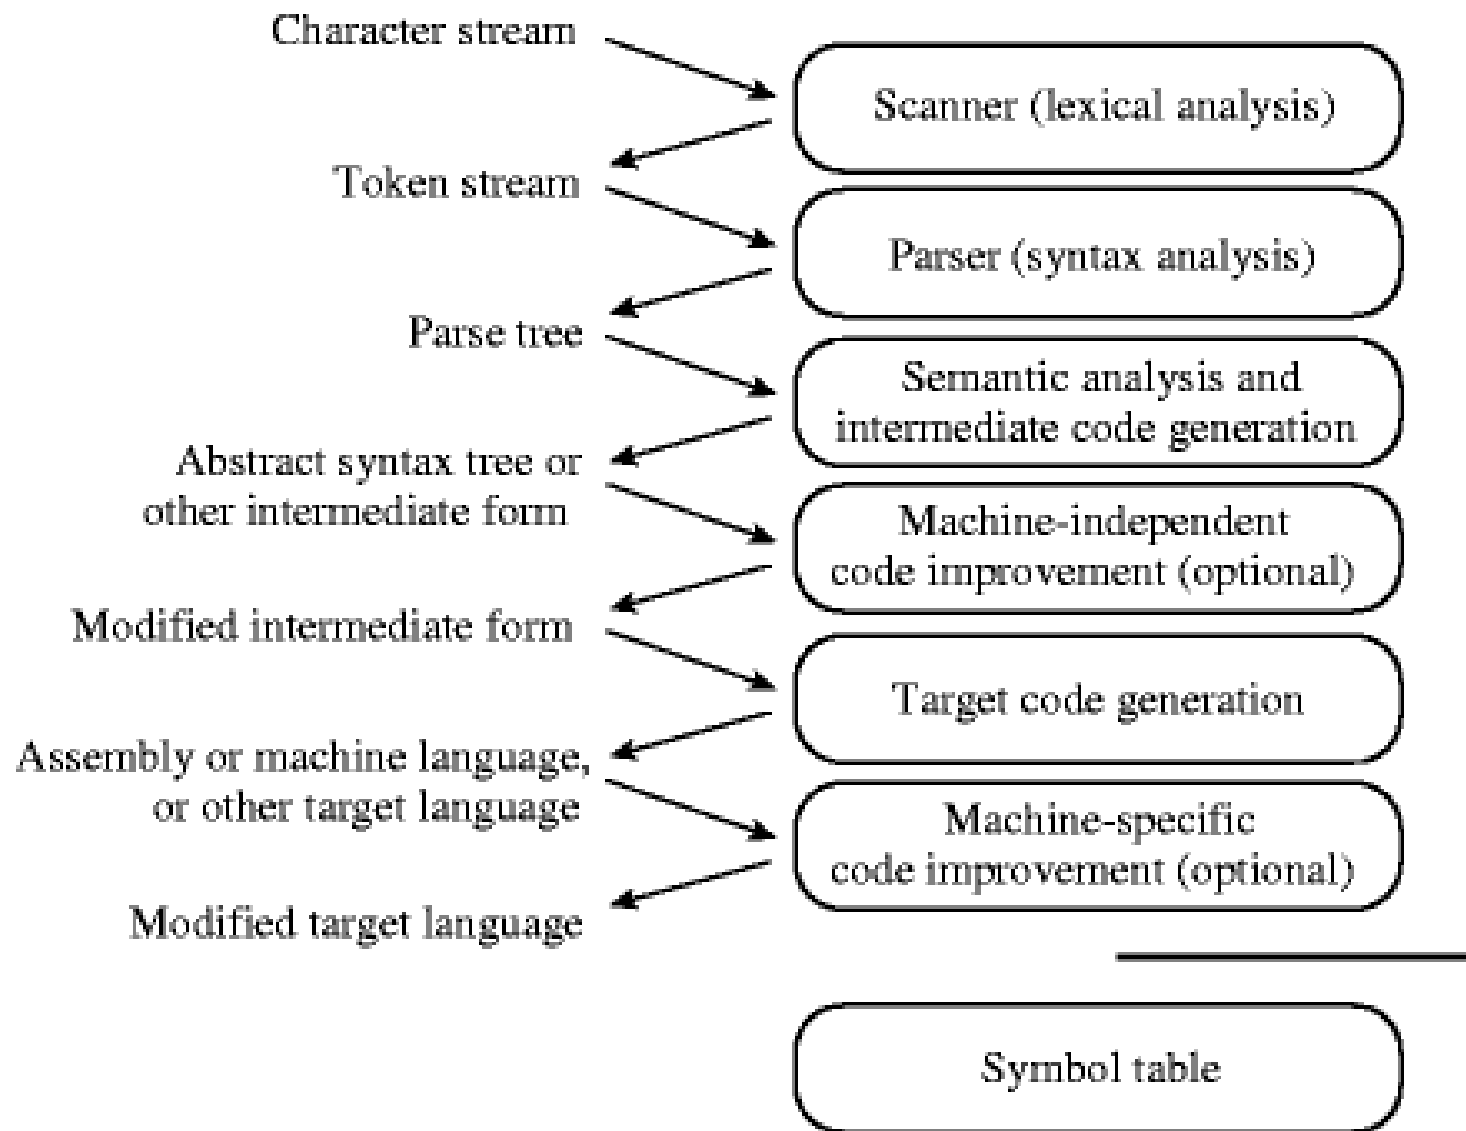 Character stream
Scanner (lexical analysis)
Token stream
Parser (syntax analysis)
Parse tree
Semantic analysis and
intermediate code generation
Abstract syntax tree or
other intermediate form
Machine-independent
code improvement (optional)
Modified intermediate form
Target code generation
Assembly or machine language,
or other target language
Machine-specific
code improvement (optional)
Modified target language
Symbol table